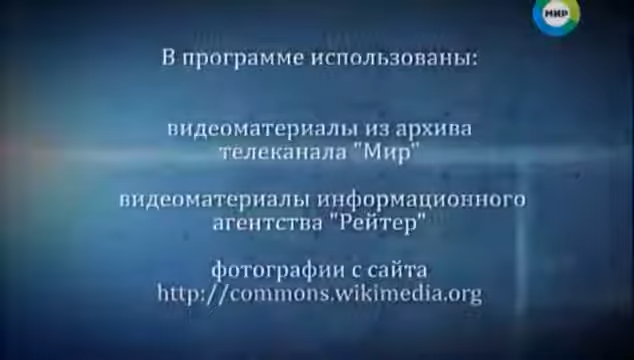 МИР
В программе использованы:
видеоматериалы из архива
телеканала "Мир"
видеоматериалы информационного
агентства "Рейтер"
фотографии с сайта
http://commons.wikimedia.org